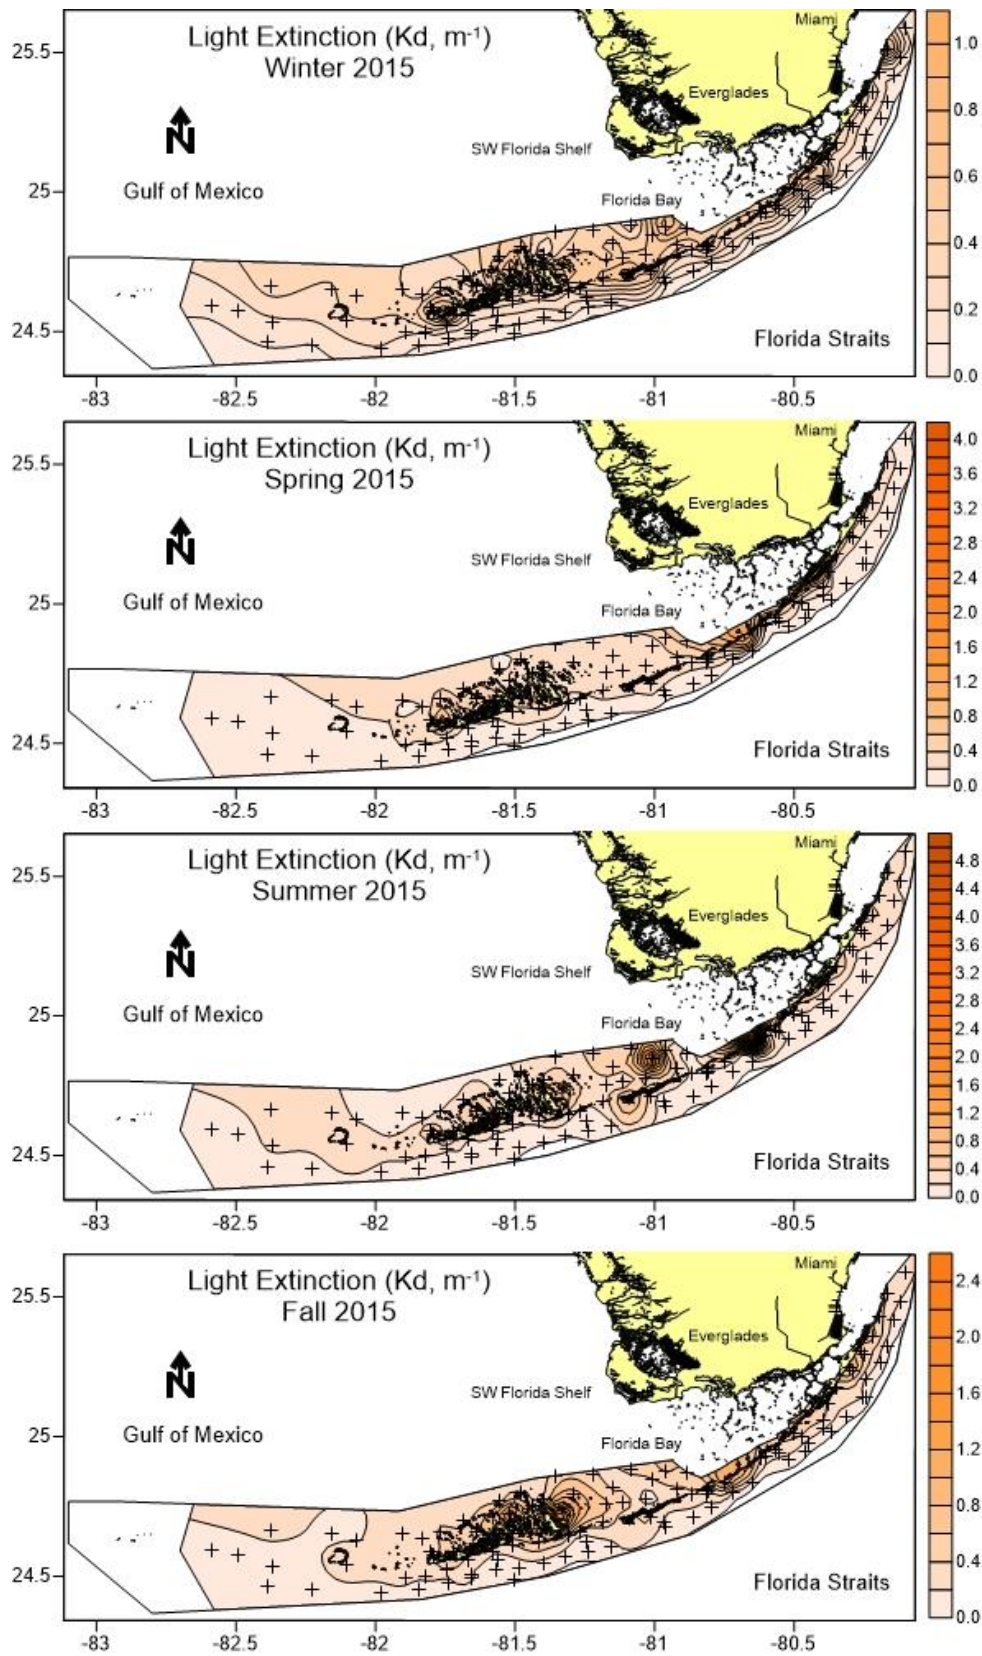 Light Extinction (Kd, m⁻¹)
Winter 2015
Miami
Everglades
SW Florida Shelf
Florida Bay
N
Gulf of Mexico
Florida Straits
25.5
25
24.5
-83 -82.5 -82 -81.5 -81 -80.5
1.0
0.8
0.6
0.4
0.2
0.0
Light Extinction (Kd, m⁻¹)
Spring 2015
Miami
Everglades
SW Florida Shelf
Florida Bay
N
Gulf of Mexico
Florida Straits
25.5
25
24.5
-83 -82.5 -82 -81.5 -81 -80.5
4.0
3.6
3.2
2.8
2.4
2.0
1.6
1.2
0.8
0.4
0.0
Light Extinction (Kd, m⁻¹)
Summer 2015
Miami
Everglades
SW Florida Shelf
Florida Bay
N
Gulf of Mexico
Florida Straits
25.5
25
24.5
-83 -82.5 -82 -81.5 -81 -80.5
4.8
4.4
4.0
3.6
3.2
2.8
2.4
2.0
1.6
1.2
0.8
0.4
0.0
Light Extinction (Kd, m⁻¹)
Fall 2015
Miami
Everglades
SW Florida Shelf
Florida Bay
N
Gulf of Mexico
Florida Straits
25.5
25
24.5
-83 -82.5 -82 -81.5 -81 -80.5
2.4
2.0
1.6
1.2
0.8
0.4
0.0